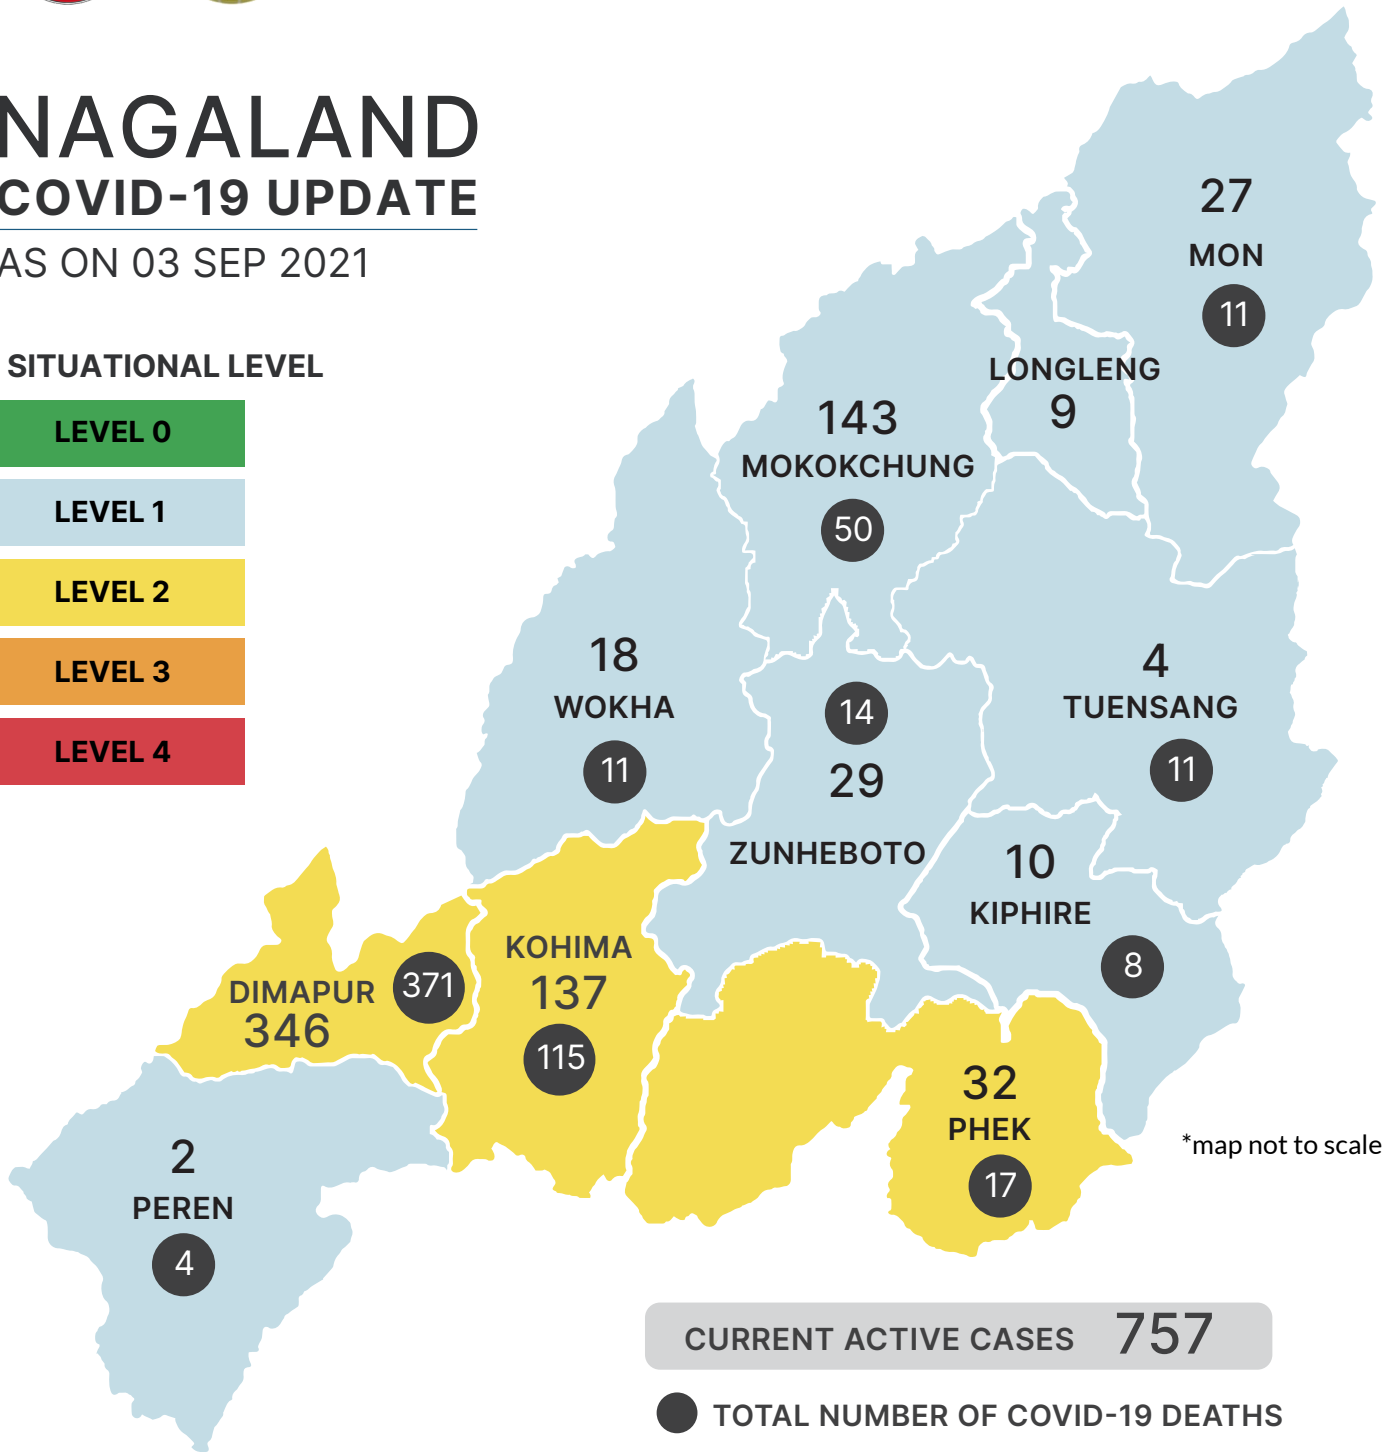 NAGALAND
COVID-19 UPDATE
AS ON 03 SEP 2021
SITUATIONAL LEVEL
LEVEL 0
LEVEL 1
LEVEL 2
LEVEL 3
LEVEL 4
27
MON
11
LONGLENG
9
143
MOKOKCHUNG
50
18
WOKHA
11
14
29
ZUNHEBOTO
4
TUENSANG
11
10
KIPHIRE
8
DIMAPUR
346
371
KOHIMA
137
115
32
PHEK
17
2
PEREN
4
*map not to scale
CURRENT ACTIVE CASES 757
TOTAL NUMBER OF COVID-19 DEATHS